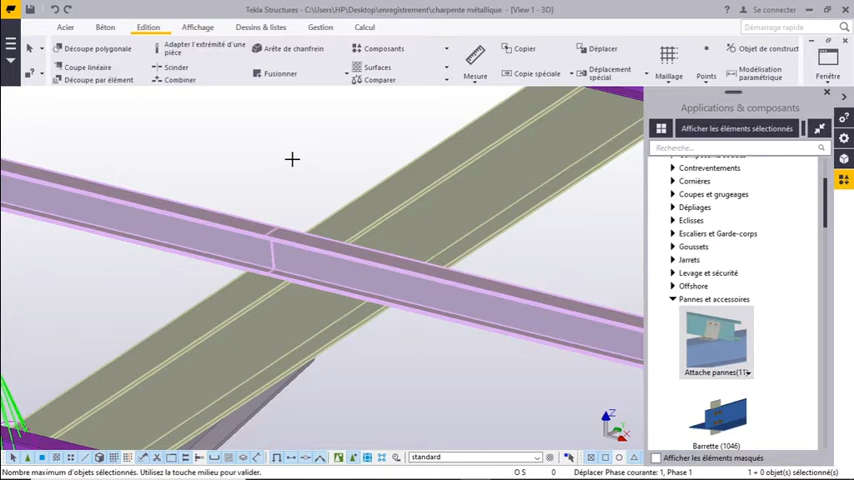 Tekla Structures - C:\Users\HP\Desktop\enregistrement\charpente métallique - [View 1 - 3D]
Acier Béton Edition Affichage Dessins & listes Gestion Calcul
Se connecter
Recherche...
Découpe polygonale
Coupe linéaire
Découpe par élément
Adapter l'extrémité d'une pièce
Scinder
Combiner
Arête de chanfrein
Fusionner
Composants
Surfaces
Comparer
Mesure
Copier
Copie spéciale
Déplacer
Déplacement spécial
Maillage
Points
Objet de construct
Modélisation paramétrique
Fenêtre
Applications & composants
Afficher les éléments sélectionnés
Recherche...
Contreventements
Cornières
Coupes et grugeages
Dépliages
Eclisses
Escaliers et Garde-corps
Goussets
Jarrets
Levage et sécurité
Offshore
Pannes et accessoires
Attache pannes(11)
Barrette (1046)
Afficher les éléments masqués
Z
standard
Nombre maximum d'objets sélectionnés. Utilisez la touche milieu pour valider.
O S
0
Déplacer Phase courante: 1, Phase 1
1 + 0 objet(s) sélectionné(s)